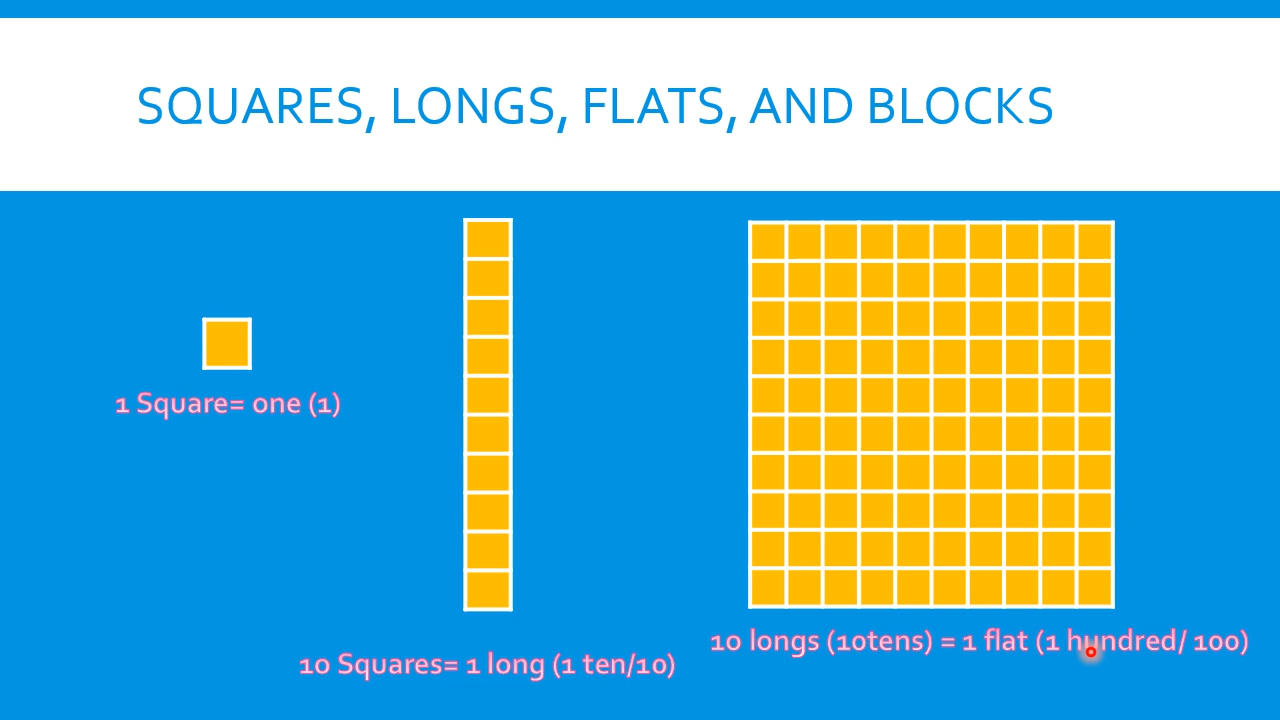 SQUARES, LONGS, FLATS, AND BLOCKS
1 Square= one (1)
10 Squares= 1 long (1 ten/10)
10 longs (10tens) = 1 flat (1 hundred/ 100)